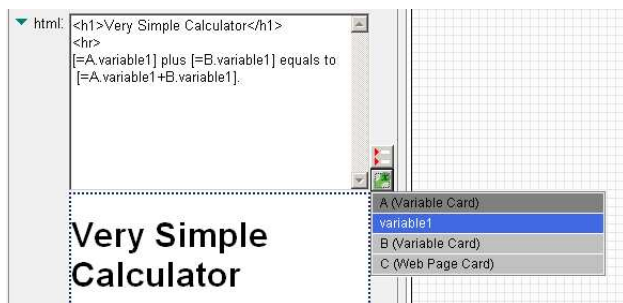 html:
<h1>Very Simple Calculator</h1>
<hr>
[=A.variable1] plus [=B.variable1] equals to
[=A.variable1+B.variable1].
A (Variable Card)
variable1
B (Variable Card)
C (Web Page Card)
Very Simple
Calculator